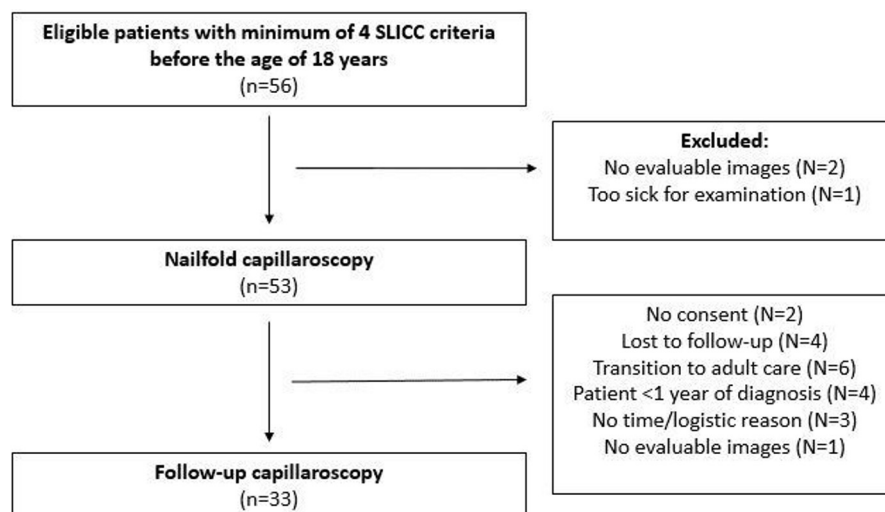 Eligible patients with minimum of 4 SLICC criteria
before the age of 18 years
(n=56)
Excluded:
No evaluable images (N=2)
Too sick for examination (N=1)
Nailfold capillaroscopy
(n=53)
No consent (N=2)
Lost to follow-up (N=4)
Transition to adult care (N=6)
Patient <1 year of diagnosis (N=4)
No time/logistic reason (N=3)
No evaluable images (N=1)
Follow-up capillaroscopy
(n=33)